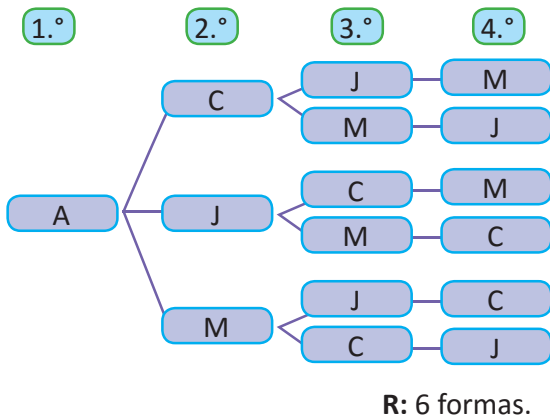 1.° 2.° 3.° 4.°
J M
C
M J
C M
A J
M C
J C
M
C J
R: 6 formas.